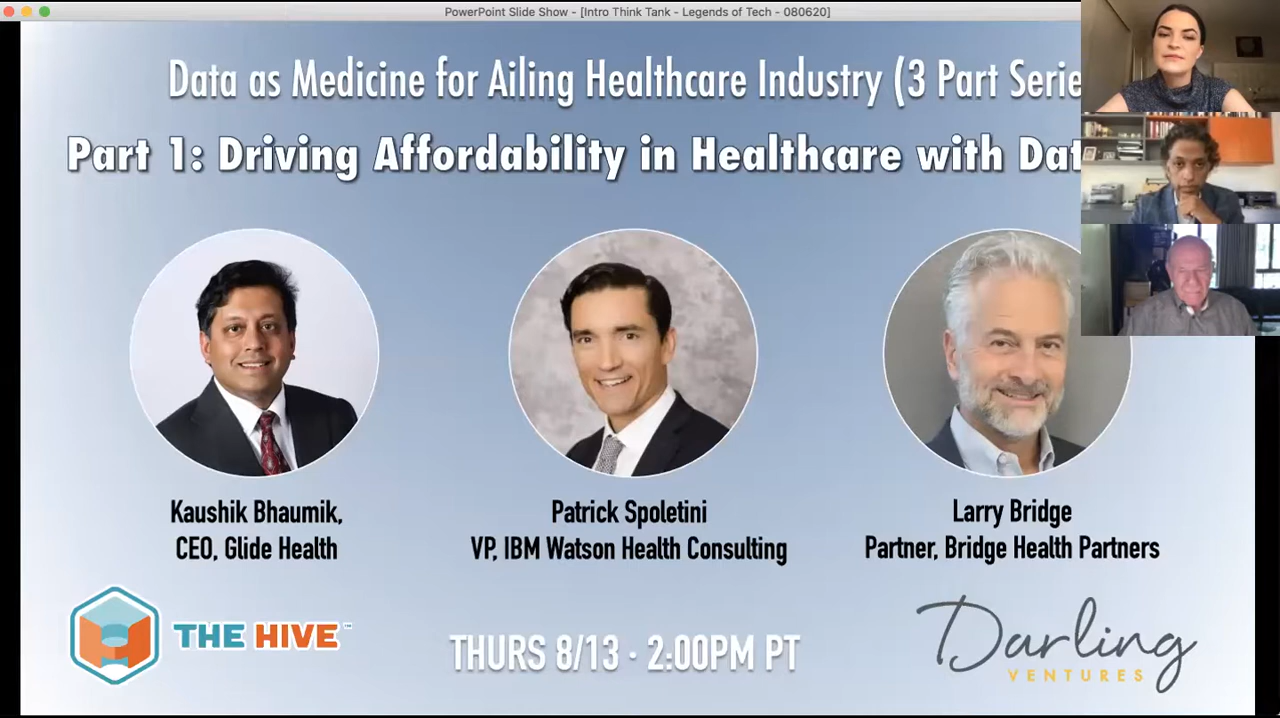 PowerPoint Slide Show - [Intro Think Tank - Legends of Tech - 080620]
Data as Medicine for Ailing Healthcare Industry (3 Part Serie
Part 1: Driving Affordability in Healthcare with Dat
Kaushik Bhaumik,
CEO, Glide Health
Patrick Spoletini
VP, IBM Watson Health Consulting
Larry Bridge
Partner, Bridge Health Partners
THE HIVE™
THURS 8/13 · 2:00PM PT
Darling
VENTURES